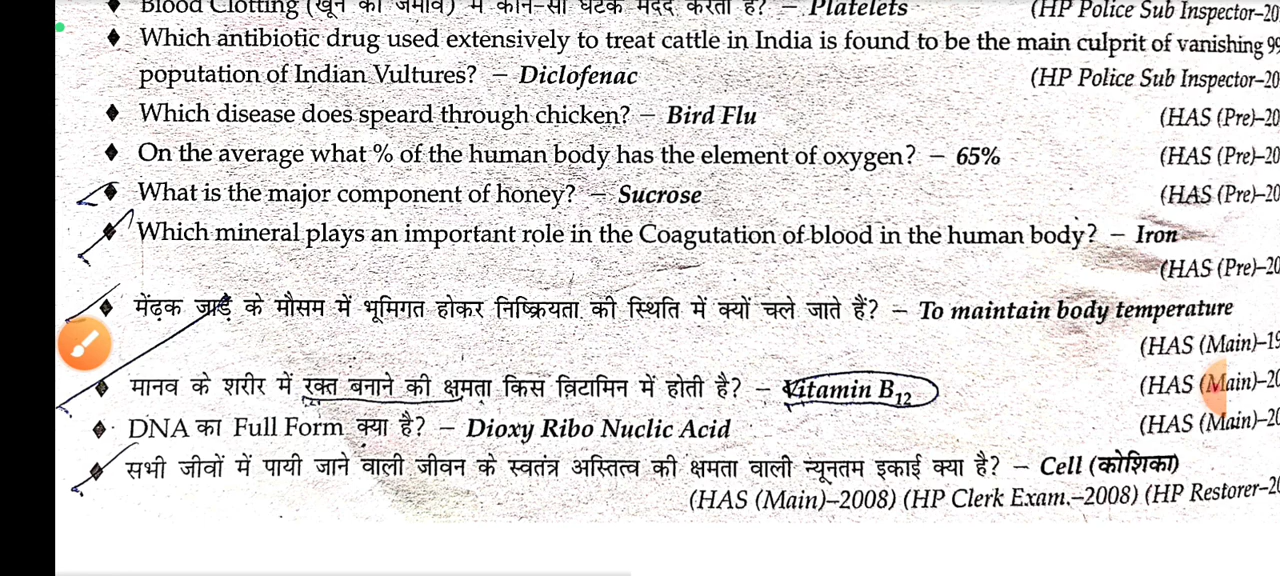 Blood Clotting (खून का जमाव) में कौन-सा घटक मदद करता है? – Platelets (HP Police Sub Inspector–20
Which antibiotic drug used extensively to treat cattle in India is found to be the main culprit of vanishing 99
poputation of Indian Vultures? – Diclofenac (HP Police Sub Inspector–20
Which disease does speard through chicken? – Bird Flu (HAS (Pre)–20
On the average what % of the human body has the element of oxygen? – 65% (HAS (Pre)–20
What is the major component of honey? – Sucrose (HAS (Pre)–20
Which mineral plays an important role in the Coagutation of blood in the human body? – Iron
(HAS (Pre)–20
मेंढ़क जाड़े के मौसम में भूमिगत होकर निष्क्रियता की स्थिति में क्यों चले जाते हैं? – To maintain body temperature
(HAS (Main)–19
मानव के शरीर में रक्त बनाने की क्षमता किस विटामिन में होती है? – Vitamin B12 (HAS (Main)–20
DNA का Full Form क्या है? – Dioxy Ribo Nuclic Acid (HAS (Main)–20
सभी जीवों में पायी जाने वाली जीवन के स्वतंत्र अस्तित्व की क्षमता वाली न्यूनतम इकाई क्या है? – Cell (कोशिका)
(HAS (Main)–2008) (HP Clerk Exam.–2008) (HP Restorer–20